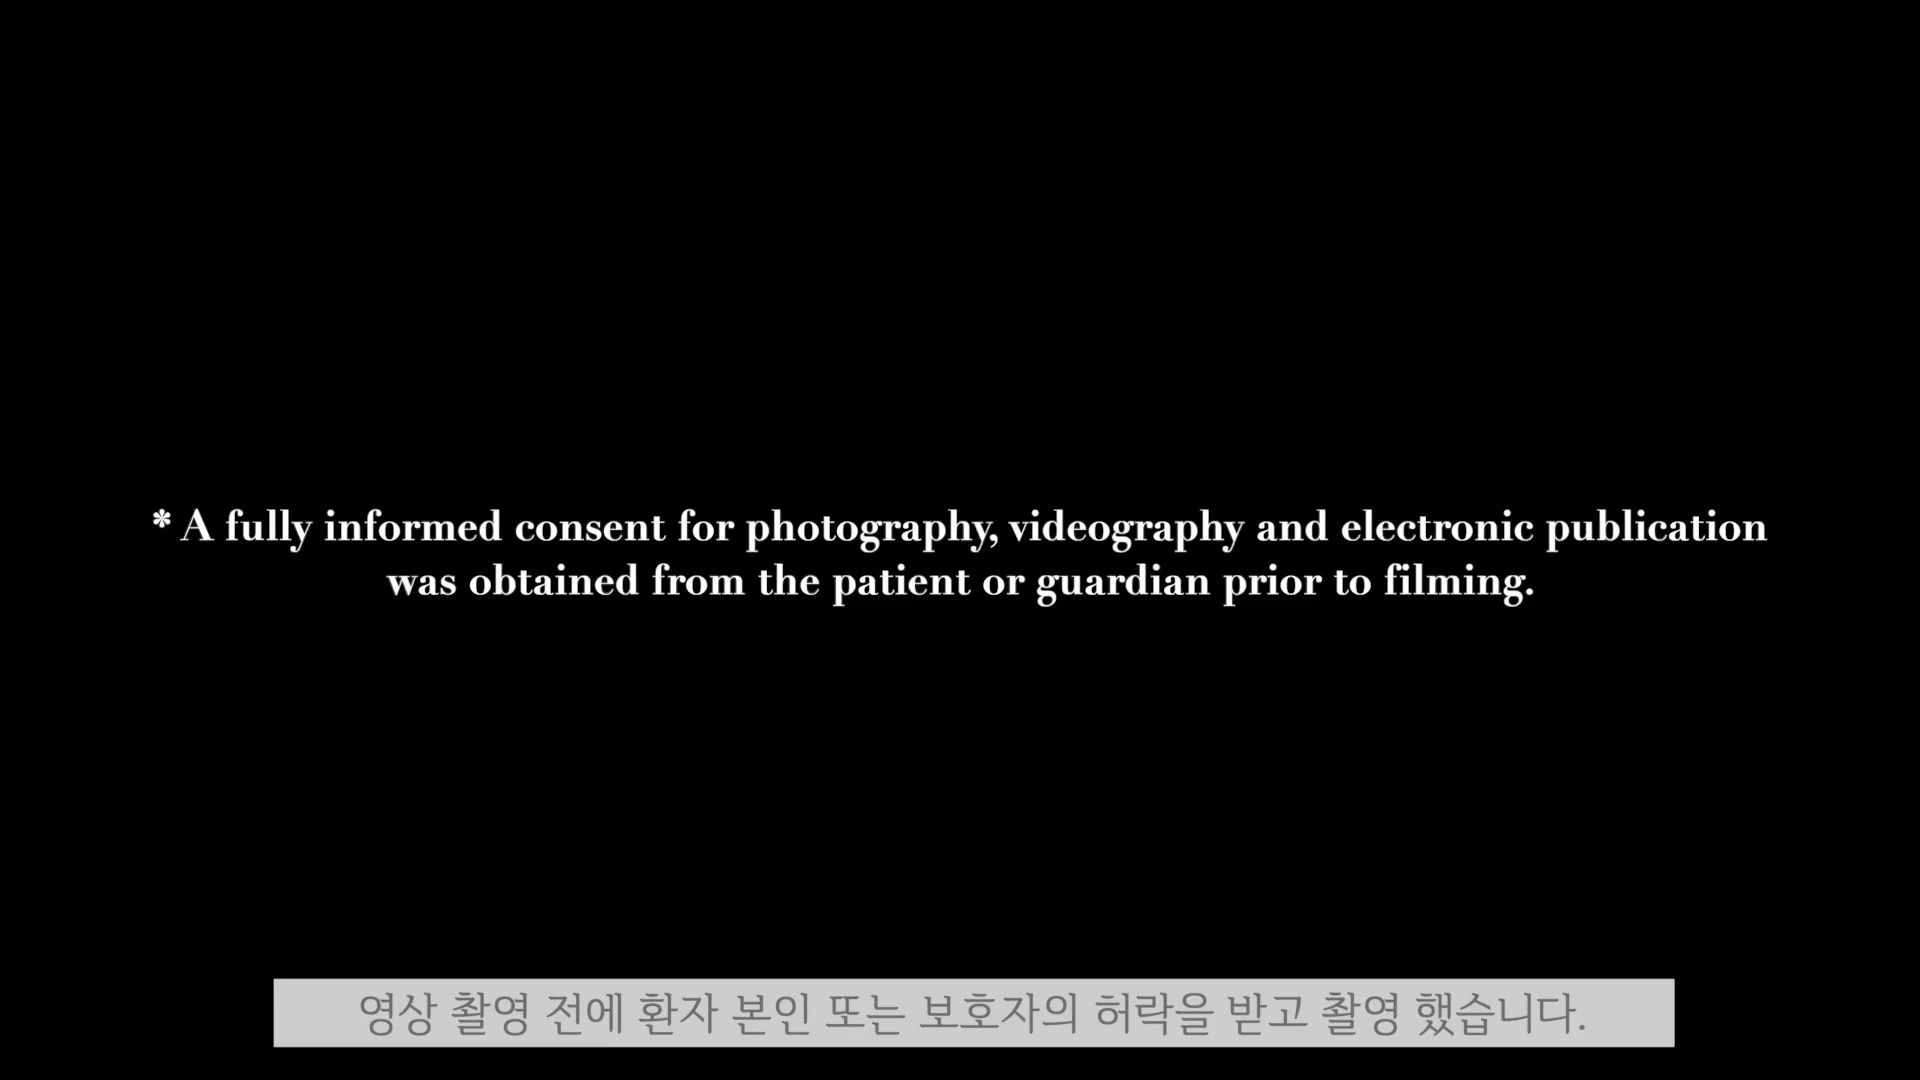 * A fully informed consent for photography, videography and electronic publication
was obtained from the patient or guardian prior to filming.
영상 촬영 전에 환자 본인 또는 보호자의 허락을 받고 촬영 했습니다.